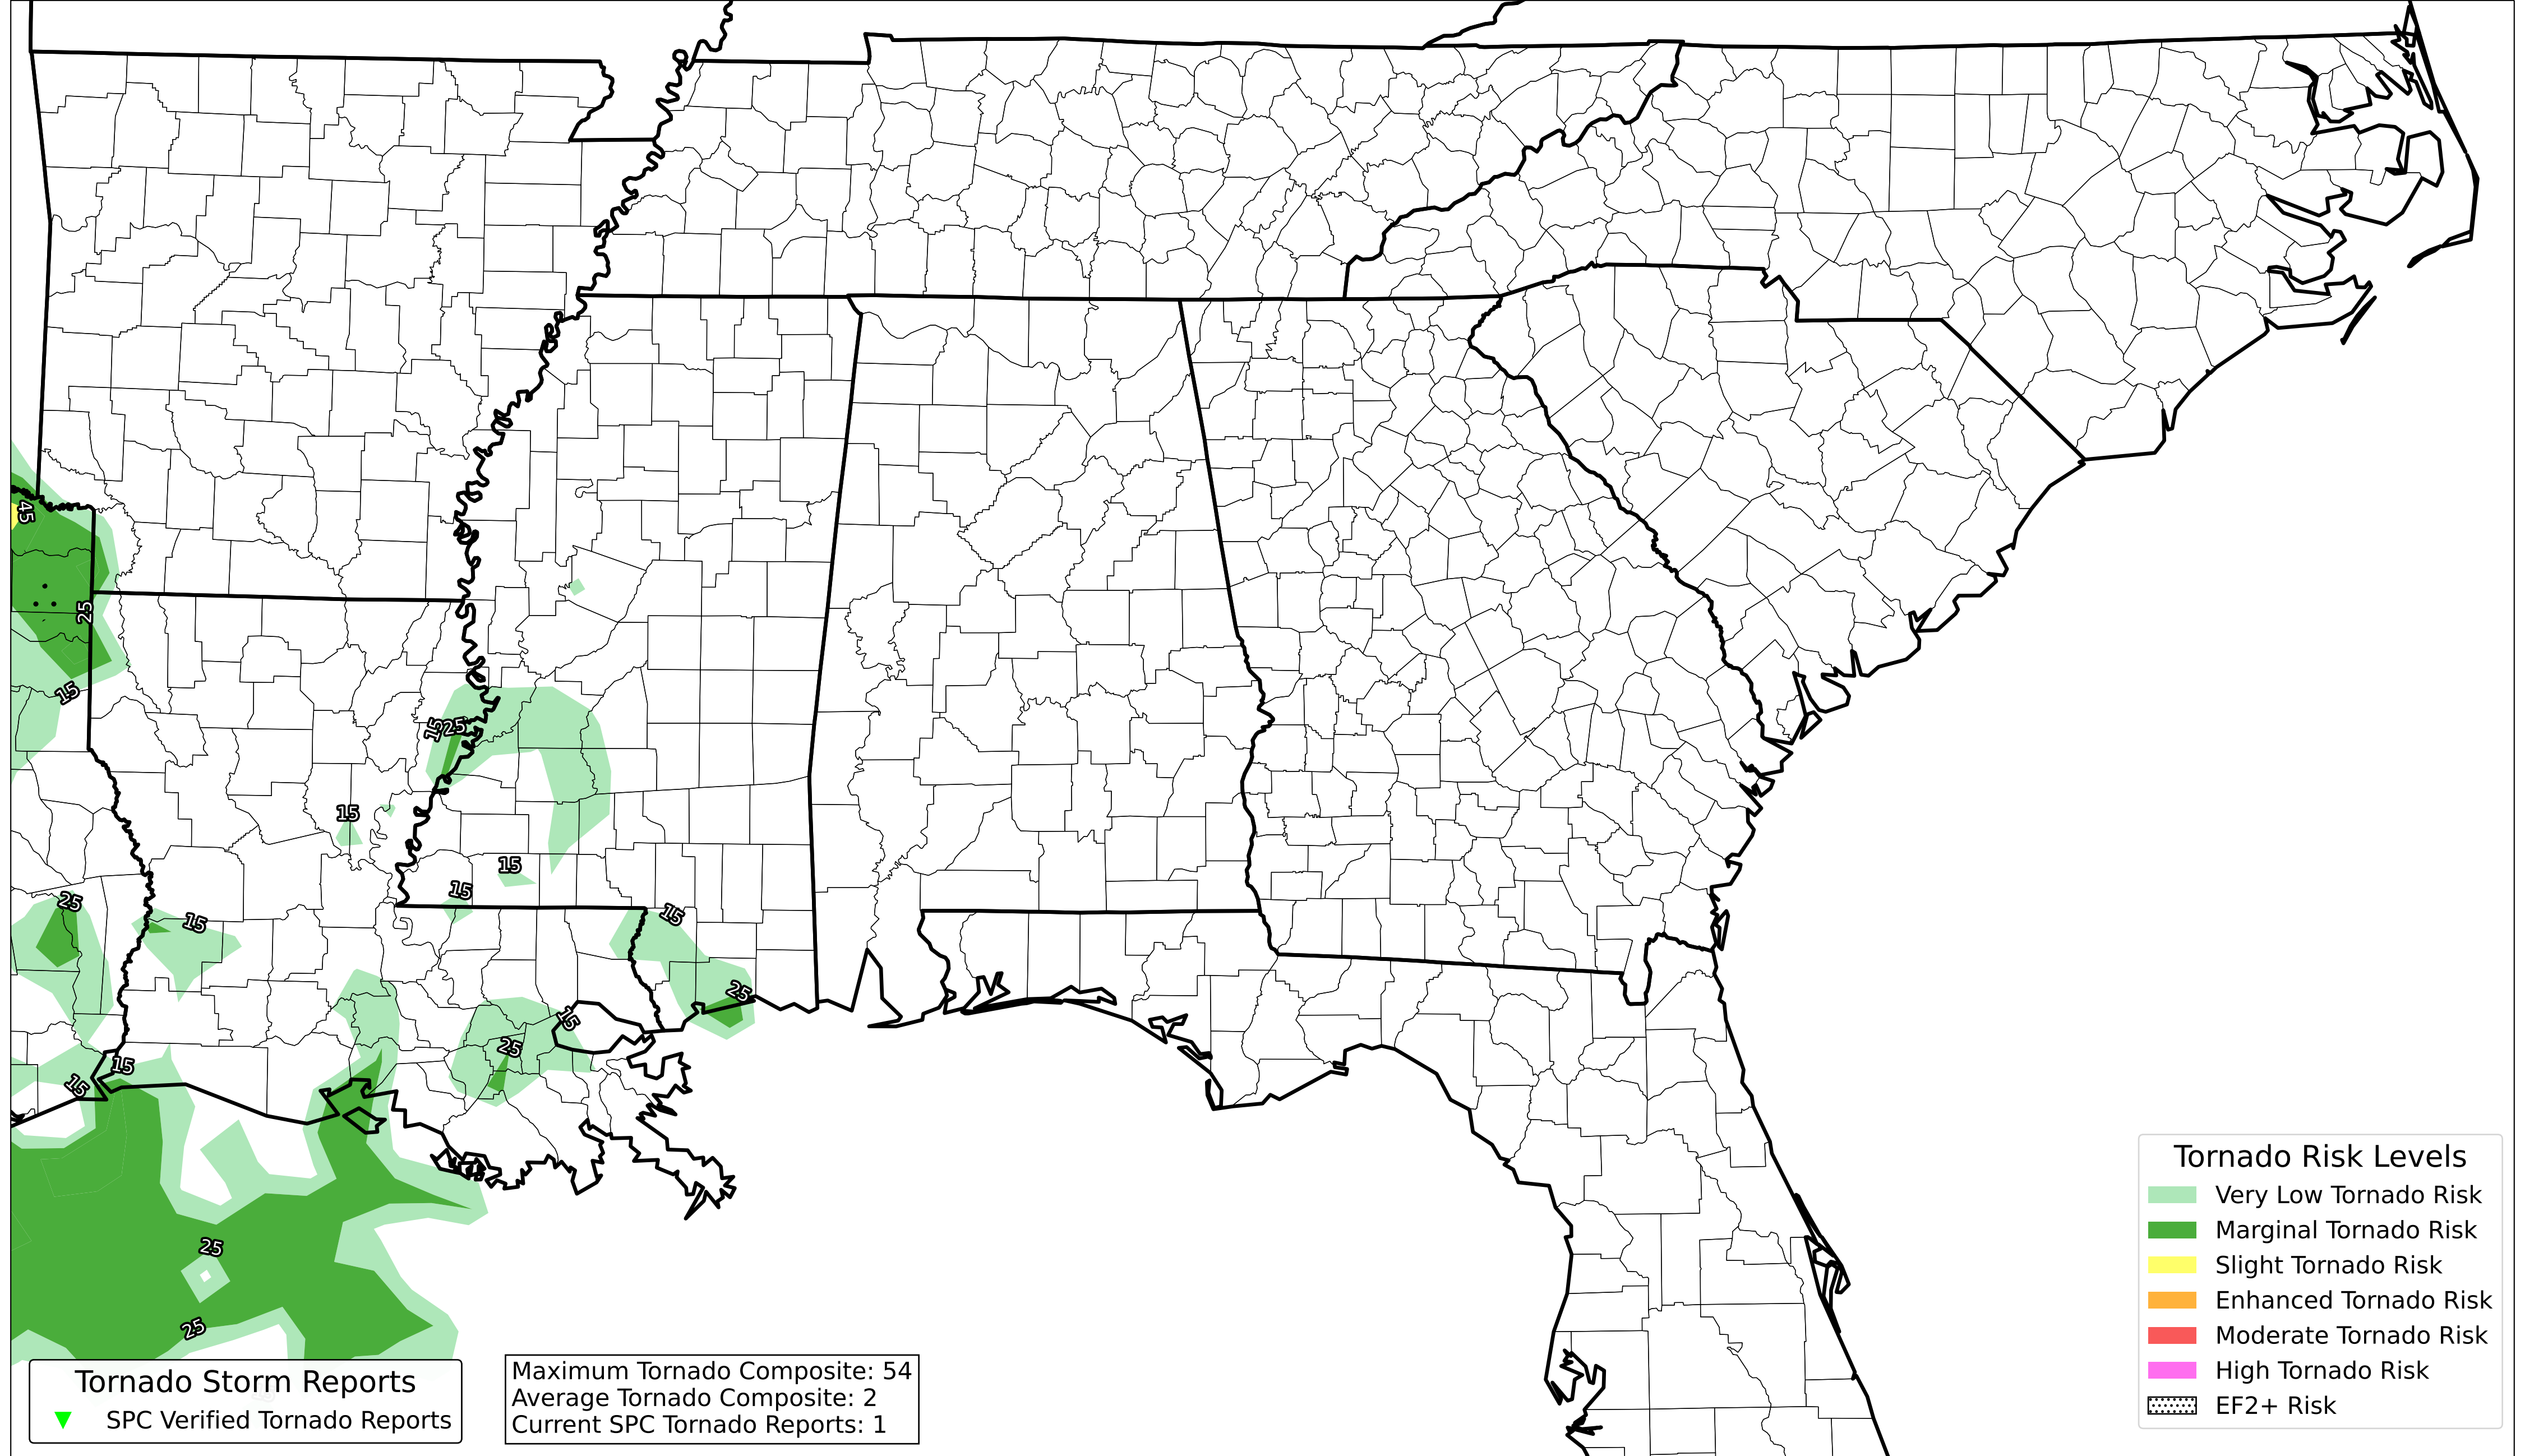 45
25
15
15
25
15
15
15
25
15
15
25
15
25
15
15
25
25
Tornado Storm Reports
SPC Verified Tornado Reports
Maximum Tornado Composite: 54
Average Tornado Composite: 2
Current SPC Tornado Reports: 1
Tornado Risk Levels
Very Low Tornado Risk
Marginal Tornado Risk
Slight Tornado Risk
Enhanced Tornado Risk
Moderate Tornado Risk
High Tornado Risk
EF2+ Risk